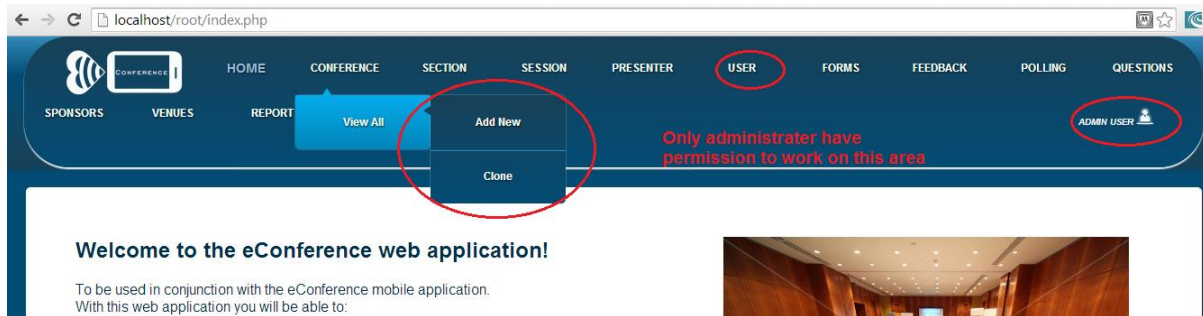 localhost/root/index.php
CONFERENCE
HOME CONFERENCE SECTION SESSION PRESENTER USER FORMS FEEDBACK POLLING QUESTIONS
SPONSORS VENUES REPORT
View All
Add New
Clone
ADMIN USER
Only administrater have
permission to work on this area
Welcome to the eConference web application!
To be used in conjunction with the eConference mobile application.
With this web application you will be able to: